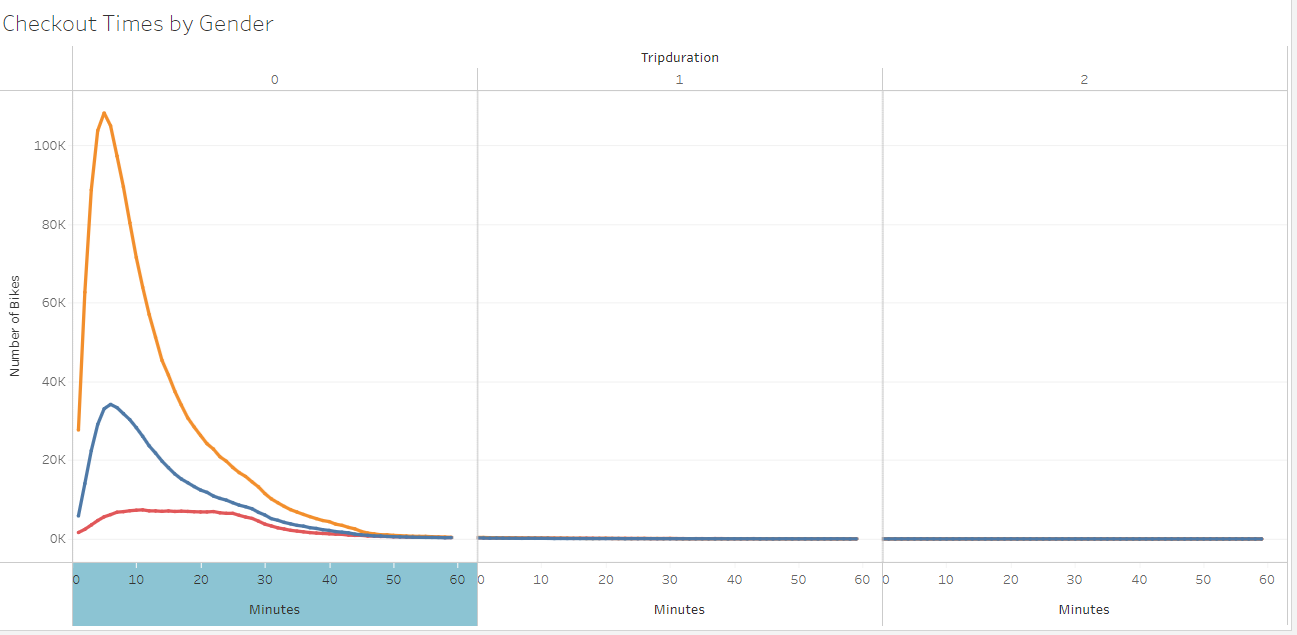 Checkout Times by Gender
Tripduration
0 1 2
100K
80K
60K
40K
20K
0K
Number of Bikes
0 10 20 30 40 50 60 0 10 20 30 40 50 60 0 10 20 30 40 50 60
Minutes Minutes Minutes